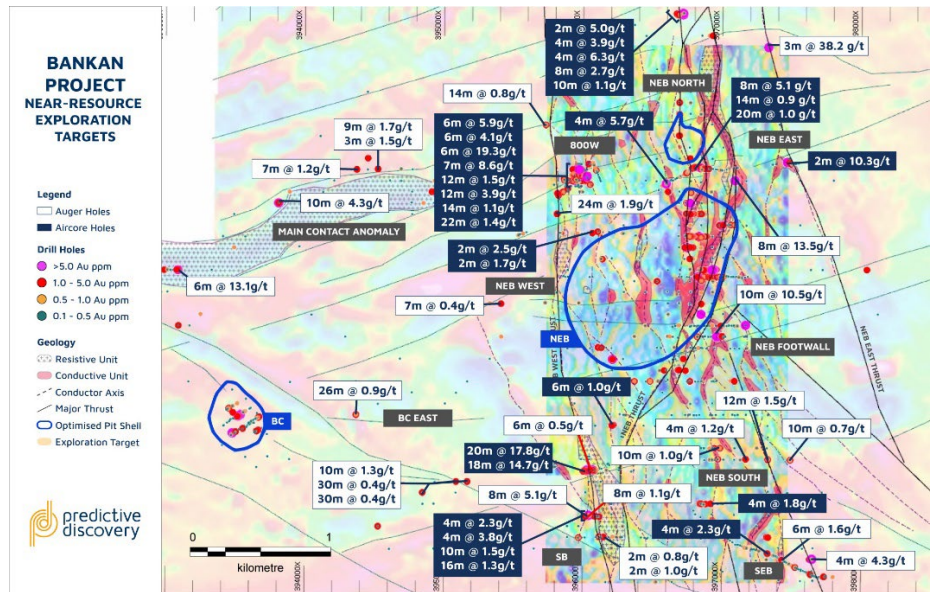 BANKAN
PROJECT
NEAR-RESOURCE
EXPLORATION
TARGETS
Legend
Auger Holes
Aircore Holes
Drill Holes
>5.0 Au ppm
1.0 - 5.0 Au ppm
0.5 - 1.0 Au ppm
0.1 - 0.5 Au ppm
Geology
Resistive Unit
Conductive Unit
Conductor Axis
Major Thrust
Optimised Pit Shell
Exploration Target
predictive
discovery
394000X
395000X
396000X
397000X
398000X
2m @ 5.0g/t
4m @ 3.9g/t
4m @ 6.3g/t
8m @ 2.7g/t
10m @ 1.1g/t
3m @ 38.2 g/t
NEB NORTH
14m @ 0.8g/t
8m @ 5.1 g/t
14m @ 0.9 g/t
20m @ 1.0 g/t
4m @ 5.7g/t
9m @ 1.7g/t
3m @ 1.5g/t
6m @ 5.9g/t
6m @ 4.1g/t
6m @ 19.3g/t
7m @ 8.6g/t
12m @ 1.5g/t
12m @ 3.9g/t
14m @ 1.1g/t
22m @ 1.4g/t
800W
NEB EAST
7m @ 1.2g/t
2m @ 10.3g/t
10m @ 4.3g/t
24m @ 1.9g/t
MAIN CONTACT ANOMALY
2m @ 2.5g/t
2m @ 1.7g/t
8m @ 13.5g/t
6m @ 13.1g/t
NEB WEST
7m @ 0.4g/t
10m @ 10.5g/t
NEB
NEB FOOTWALL
NEB EAST THRUST
6m @ 1.0g/t
NEB THRUST
26m @ 0.9g/t
BC EAST
BC
12m @ 1.5g/t
6m @ 0.5g/t
4m @ 1.2g/t
10m @ 0.7g/t
20m @ 17.8g/t
18m @ 14.7g/t
10m @ 1.0g/t
10m @ 1.3g/t
30m @ 0.4g/t
30m @ 0.4g/t
NEB SOUTH
8m @ 5.1g/t
8m @ 1.1g/t
4m @ 1.8g/t
4m @ 2.3g/t
4m @ 3.8g/t
10m @ 1.5g/t
16m @ 1.3g/t
4m @ 2.3g/t
6m @ 1.6g/t
SB
2m @ 0.8g/t
2m @ 1.0g/t
SEB
4m @ 4.3g/t
0
1
kilometre
394000X
396000X
397000X
398000X